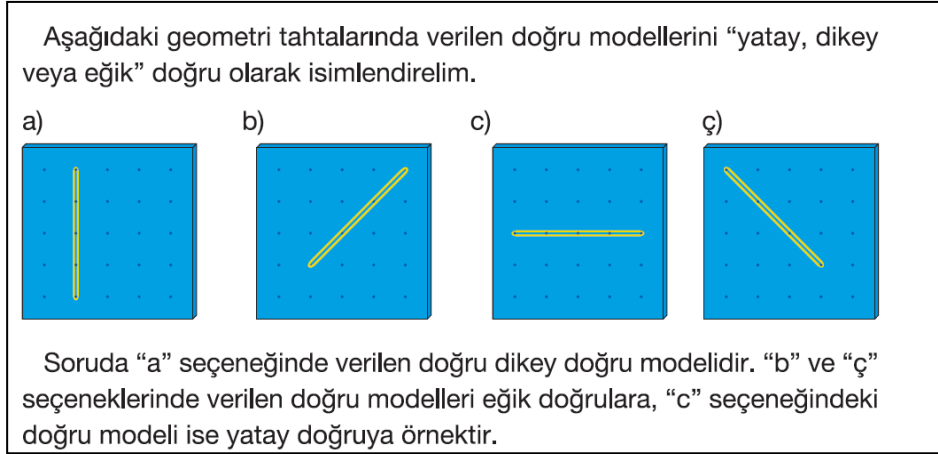 Aşağıdaki geometri tahtalarında verilen doğru modellerini “yatay, dikey
veya eğik” doğru olarak isimlendirelim.
a) b) c) ç)
Soruda “a” seçeneğinde verilen doğru dikey doğru modelidir. “b” ve “ç”
seçeneklerinde verilen doğru modelleri eğik doğrulara, “c” seçeneğindeki
doğru modeli ise yatay doğruya örnektir.